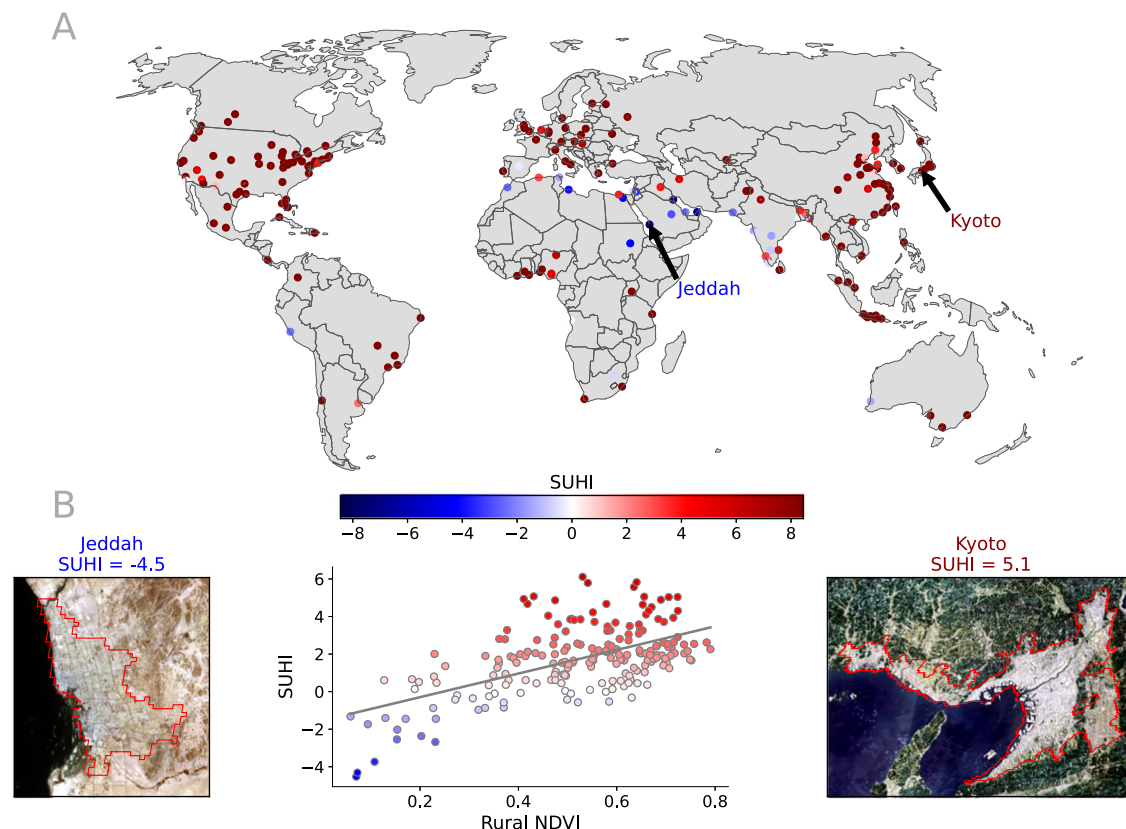 A
Kyoto
Jeddah
SUHI
−8 −6 −4 −2 0 2 4 6 8
B
Jeddah
SUHI = -4.5
Kyoto
SUHI = 5.1
6
4
2
0
−2
−4
SUHI
0.2 0.4 0.6 0.8
Rural NDVI